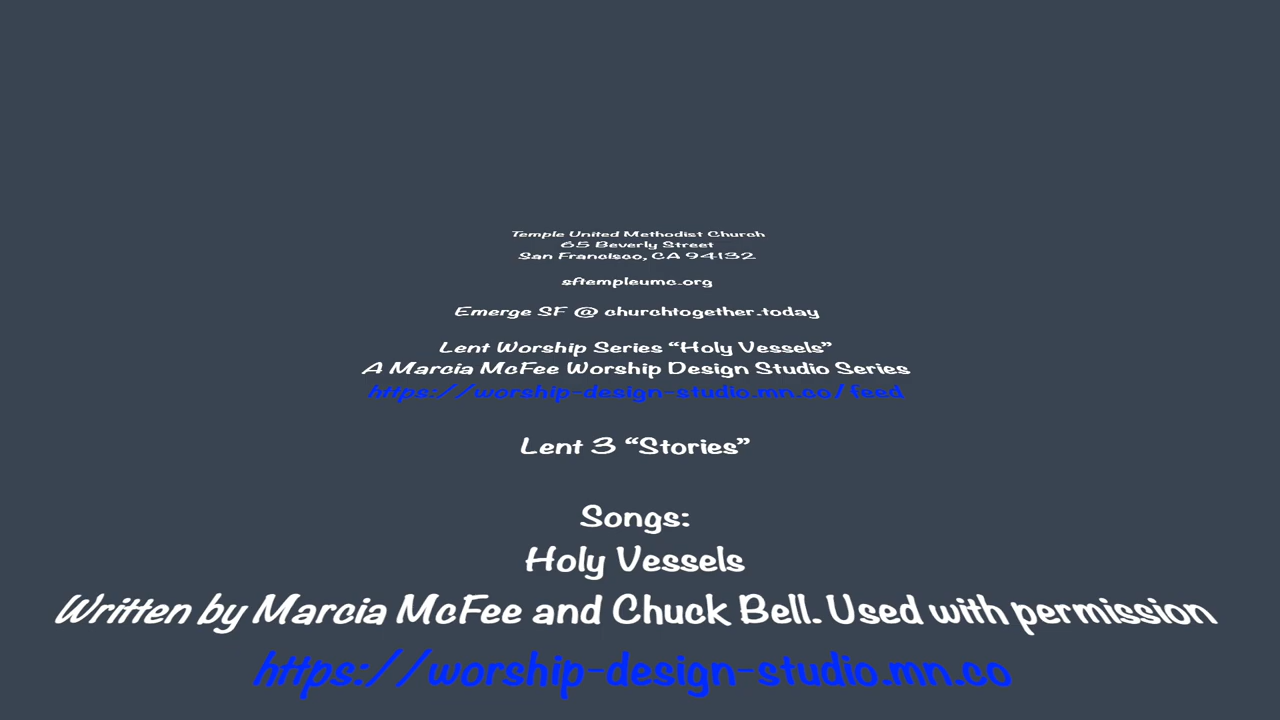 Temple United Methodist Church
65 Beverly Street
San Francisco, CA 94132
sftempleumc.org
Emerge SF @ churchtogether.today
Lent Worship Series “Holy Vessels”
A Marcia McFee Worship Design Studio Series
https://worship-design-studio.mn.co/feed
Lent 3 “Stories”
Songs:
Holy Vessels
Written by Marcia McFee and Chuck Bell. Used with permission
https://worship-design-studio.mn.co